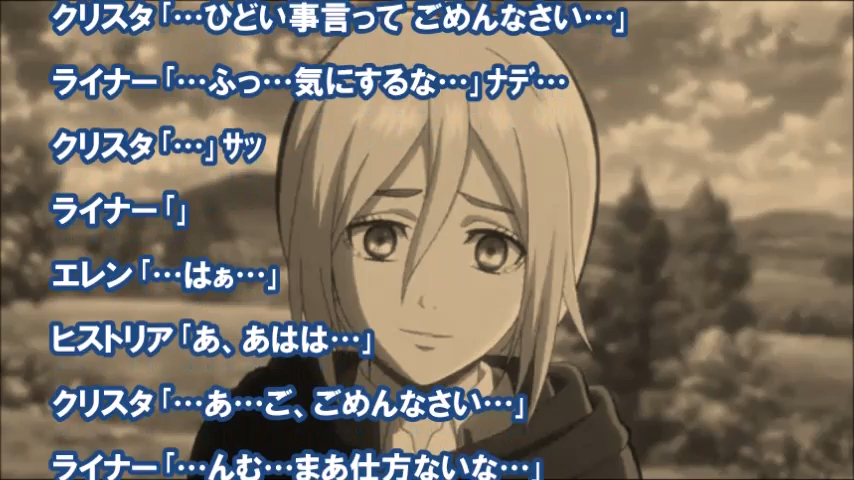 クリスタ「…ひどい事言って ごめんなさい…」
ライナー「…ふっ…気にするな…」ﾅﾃﾞ…
クリスタ「…」ｻｯ
ライナー「」
エレン「…はぁ…」
ヒストリア「あ、あはは…」
クリスタ「…あ…ご、ごめんなさい…」
ライナー「…んむ…まあ仕方ないな…」